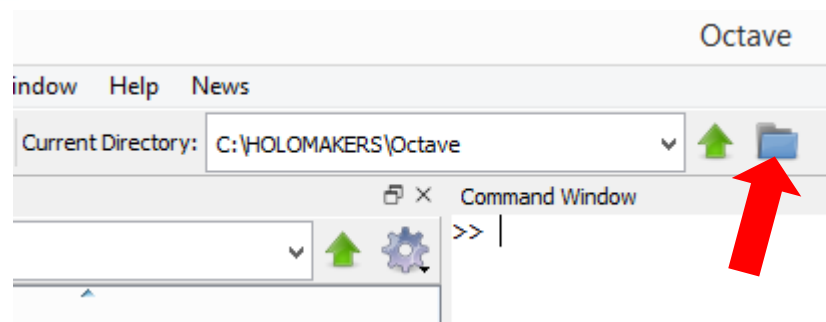 Octave
indow Help News
Current Directory: C:\HOLOMAKERS\Octave
Command Window
>>